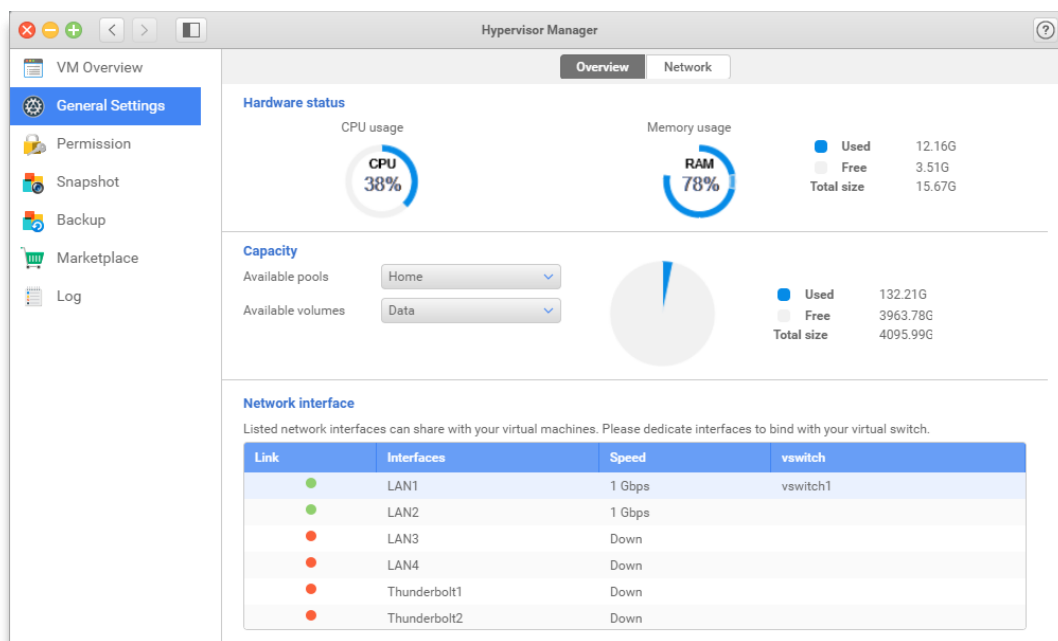 Hypervisor Manager
?
VM Overview
General Settings
Permission
Snapshot
Backup
Marketplace
Log
Overview Network
Hardware status
CPU usage
CPU
38%
Memory usage
RAM
78%
Used 12.16G
Free 3.51G
Total size 15.67G
Capacity
Available pools Home
Available volumes Data
Used 132.21G
Free 3963.78G
Total size 4095.99G
Network interface
Listed network interfaces can share with your virtual machines. Please dedicate interfaces to bind with your virtual switch.
Link Interfaces Speed vswitch
LAN1 1 Gbps vswitch1
LAN2 1 Gbps
LAN3 Down
LAN4 Down
Thunderbolt1 Down
Thunderbolt2 Down